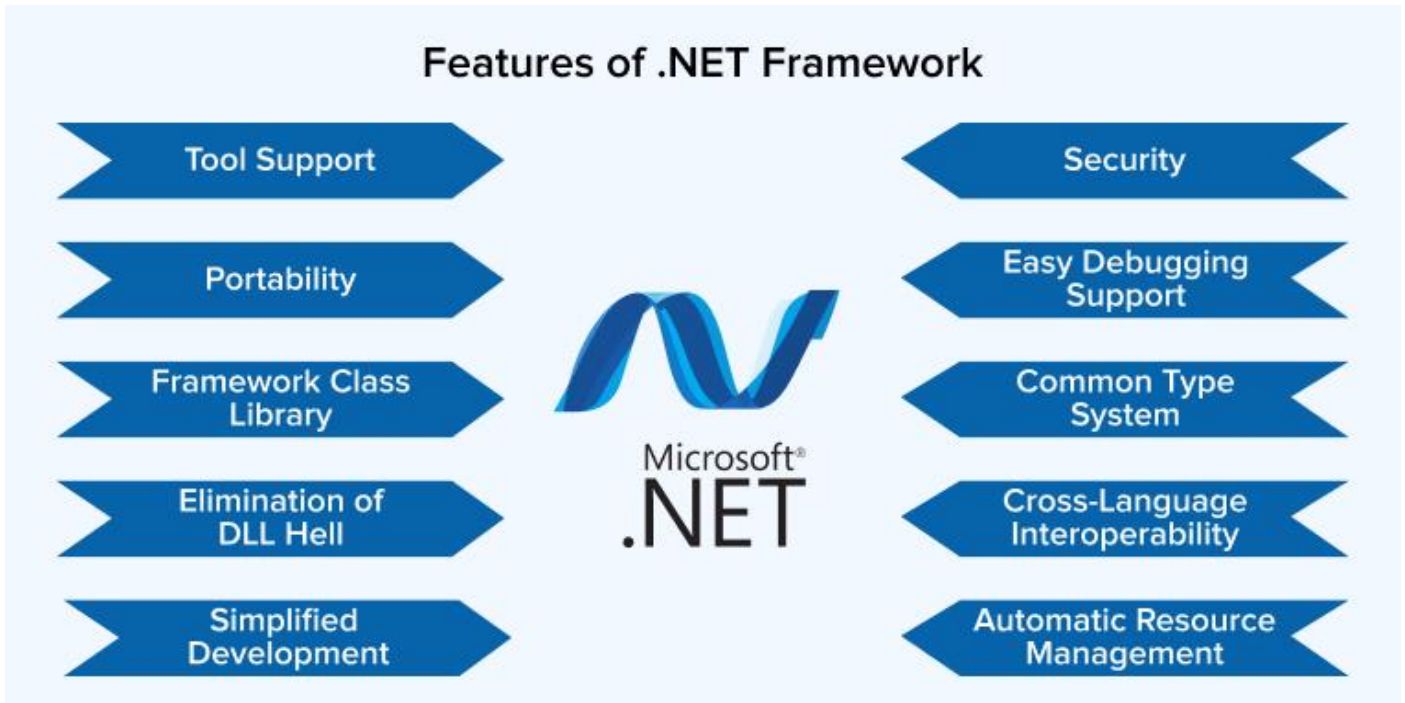 Features of .NET Framework
Tool Support
Portability
Framework Class
Library
Elimination of
DLL Hell
Simplified
Development
Microsoft®
.NET
Security
Easy Debugging
Support
Common Type
System
Cross-Language
Interoperability
Automatic Resource
Management